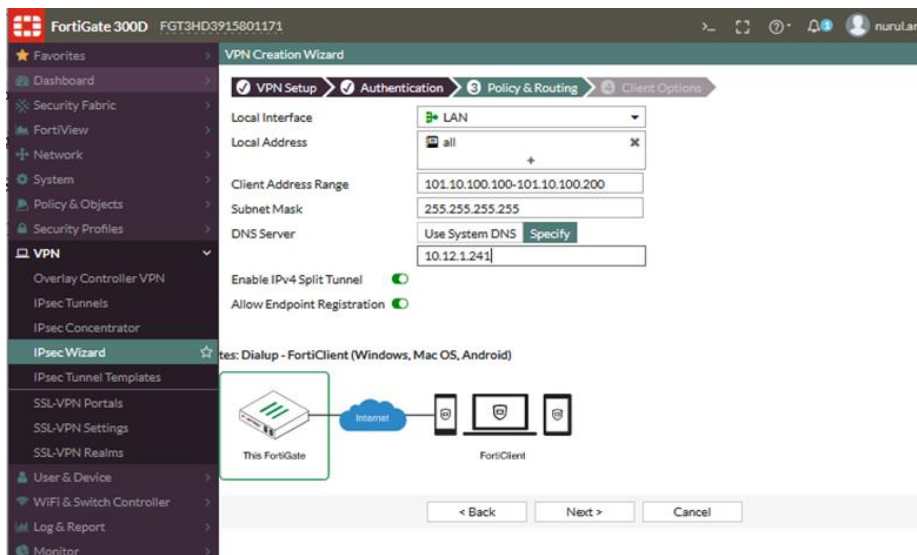 FortiGate 300D FGT3HD3915801171
nurul.ar
Favorites
Dashboard
Security Fabric
FortiView
Network
System
Policy & Objects
Security Profiles
VPN
Overlay Controller VPN
IPsec Tunnels
IPsec Concentrator
IPsec Wizard
IPsec Tunnel Templates
SSL-VPN Portals
SSL-VPN Settings
SSL-VPN Realms
User & Device
WiFi & Switch Controller
Log & Report
Monitor
VPN Creation Wizard
VPN Setup
Authentication
3 Policy & Routing
4 Client Options
Local Interface LAN
Local Address all
Client Address Range 101.10.100.100-101.10.100.200
Subnet Mask 255.255.255.255
DNS Server Use System DNS Specify
10.12.1.241
Enable IPv4 Split Tunnel
Allow Endpoint Registration
tes: Dialup - FortiClient (Windows, Mac OS, Android)
Internet
This FortiGate
FortiClient
< Back
Next >
Cancel